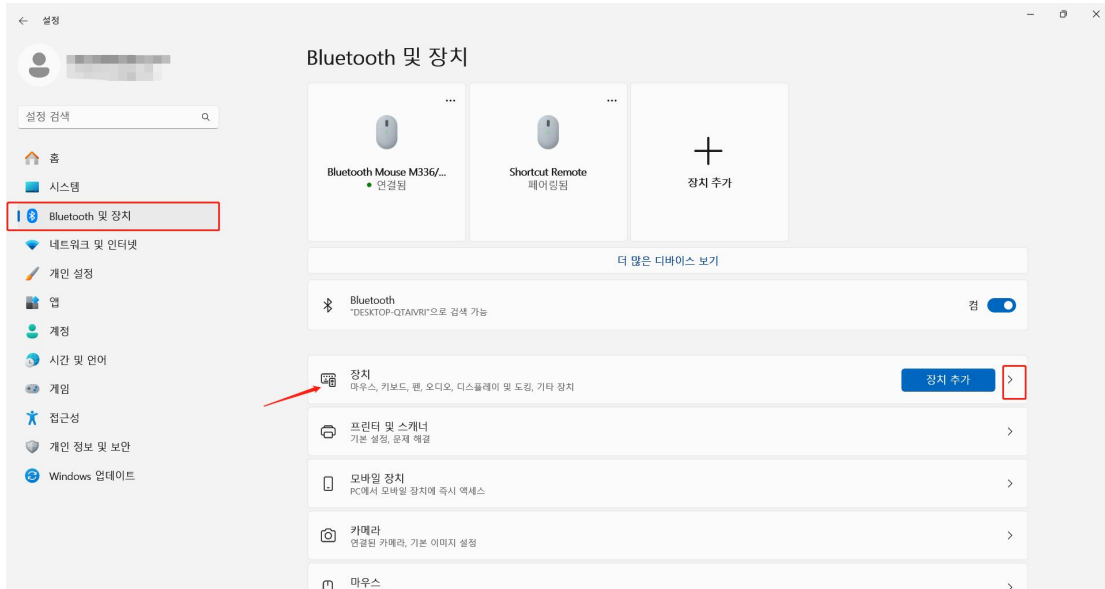 설정
Bluetooth 및 장치
설정 검색
홈
시스템
Bluetooth 및 장치
네트워크 및 인터넷
개인 설정
앱
계정
시간 및 언어
게임
접근성
개인 정보 및 보안
Windows 업데이트
Bluetooth Mouse M336/...
연결됨
Shortcut Remote
페어링됨
장치 추가
더 많은 디바이스 보기
Bluetooth
"DESKTOP-QTAIVRI"으로 검색 가능
켬
장치
마우스, 키보드, 펜, 오디오, 디스플레이 및 도킹, 기타 장치
장치 추가
프린터 및 스캐너
기본 설정, 문제 해결
모바일 장치
PC에서 모바일 장치에 즉시 액세스
카메라
연결된 카메라, 기본 이미지 설정
마우스